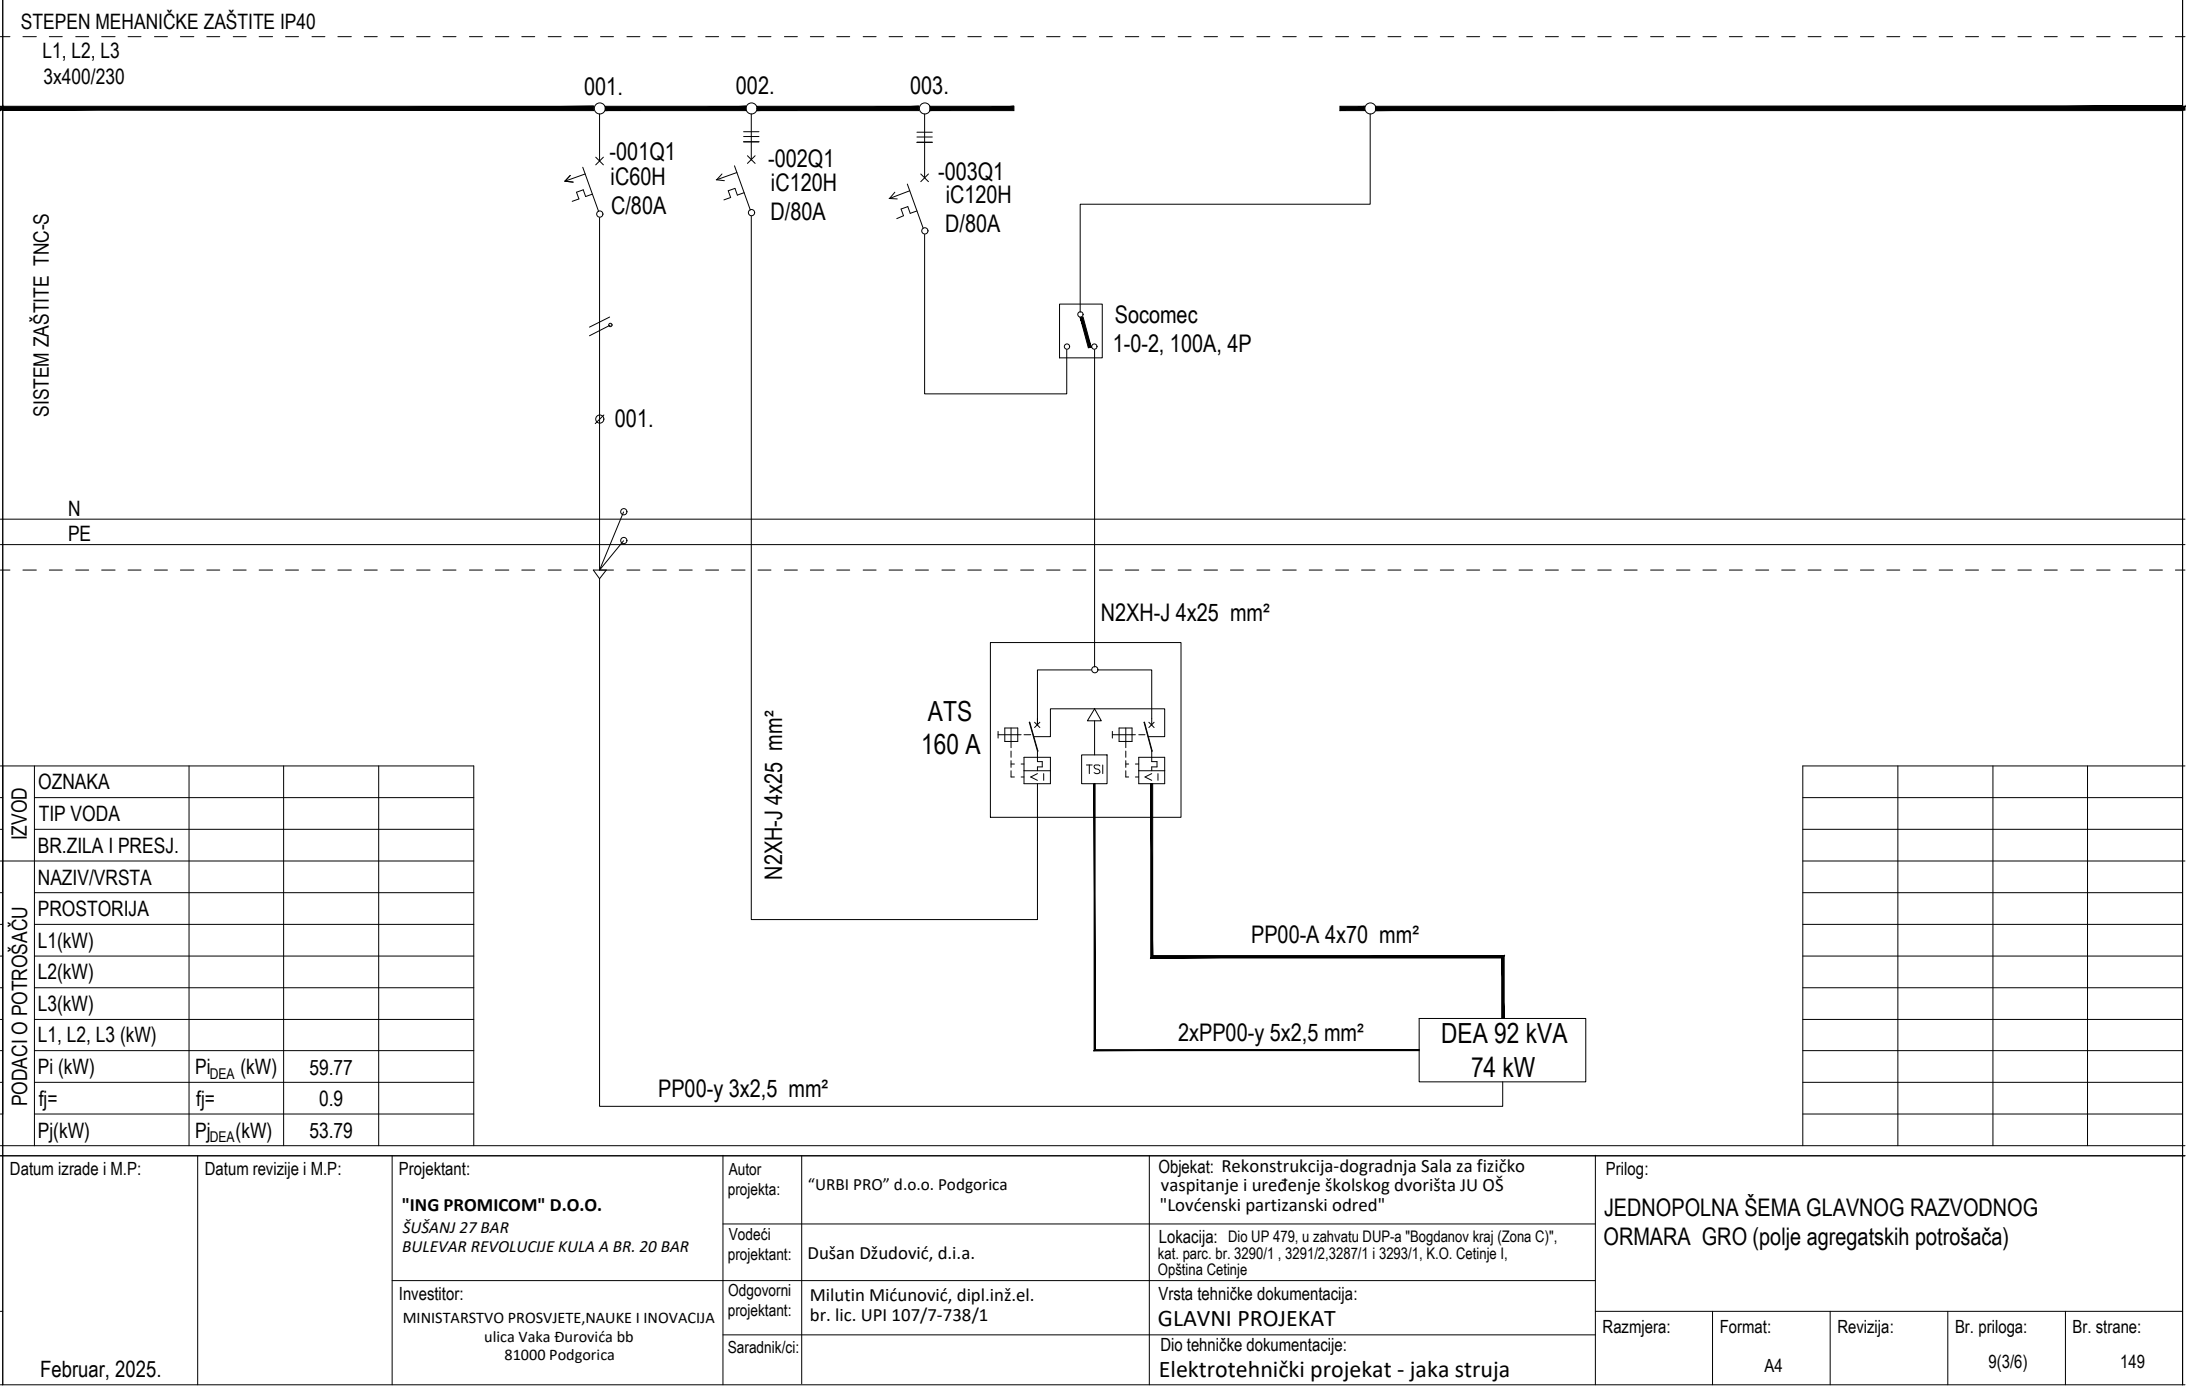 STEPEN MEHANIČKE ZAŠTITE IP40
L1, L2, L3
3x400/230
001.
002.
003.
-001Q1
iC60H
C/80A
-002Q1
iC120H
D/80A
-003Q1
iC120H
D/80A
SISTEM ZAŠTITE TNC-S
Socomec
1-0-2, 100A, 4P
001.
N
PE
N2XH-J 4x25 mm²
ATS
160 A
TSI
N2XH-J 4x25 mm²
PP00-A 4x70 mm²
2xPP00-y 5x2,5 mm²
DEA 92 kVA
74 kW
PP00-y 3x2,5 mm²
IZVOD
OZNAKA
TIP VODA
BR.ZILA I PRESJ.
PODACI O POTROŠAČU
NAZIV/VRSTA
PROSTORIJA
L1(kW)
L2(kW)
L3(kW)
L1, L2, L3 (kW)
Pi (kW) PiDEA (kW) 59.77
fj= fj= 0.9
Pj(kW) PjDEA(kW) 53.79
Datum izrade i M.P:
Februar, 2025.
Datum revizije i M.P:
Projektant:
"ING PROMICOM" D.O.O.
ŠUŠANJ 27 BAR
BULEVAR REVOLUCIJE KULA A BR. 20 BAR
Investitor:
MINISTARSTVO PROSVJETE,NAUKE I INOVACIJA
ulica Vaka Đurovića bb
81000 Podgorica
Autor
projekta:
“URBI PRO” d.o.o. Podgorica
Vodeći
projektant:
Dušan Džudović, d.i.a.
Odgovorni
projektant:
Milutin Mićunović, dipl.inž.el.
br. lic. UPI 107/7-738/1
Saradnik/ci:
Objekat: Rekonstrukcija-dogradnja Sala za fizičko
vaspitanje i uređenje školskog dvorišta JU OŠ
"Lovćenski partizanski odred"
Lokacija: Dio UP 479, u zahvatu DUP-a "Bogdanov kraj (Zona C)",
kat. parc. br. 3290/1 , 3291/2,3287/1 i 3293/1, K.O. Cetinje I,
Opština Cetinje
Vrsta tehničke dokumentacije:
GLAVNI PROJEKAT
Dio tehničke dokumentacije:
Elektrotehnički projekat - jaka struja
Prilog:
JEDNOPOLNA ŠEMA GLAVNOG RAZVODNOG
ORMARA GRO (polje agregatskih potrošača)
Razmjera:
Format:
A4
Revizija:
Br. priloga:
9(3/6)
Br. strane:
149